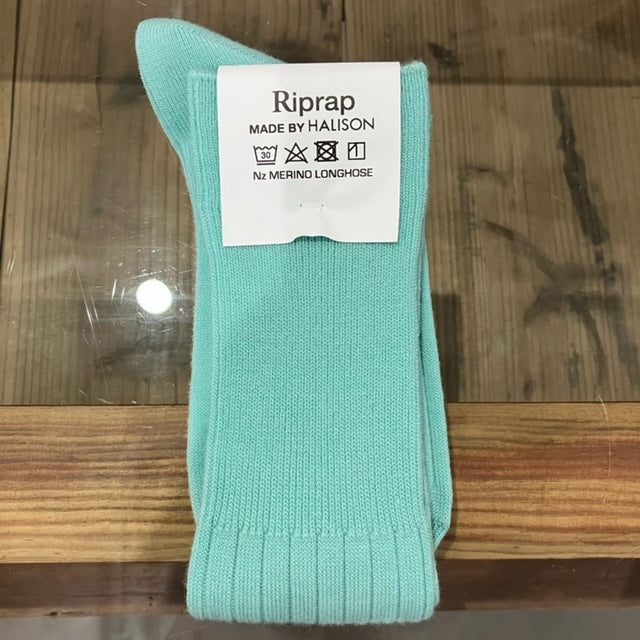 Riprap
MADE BY HALISON
30
Nz MERINO LONGHOSE